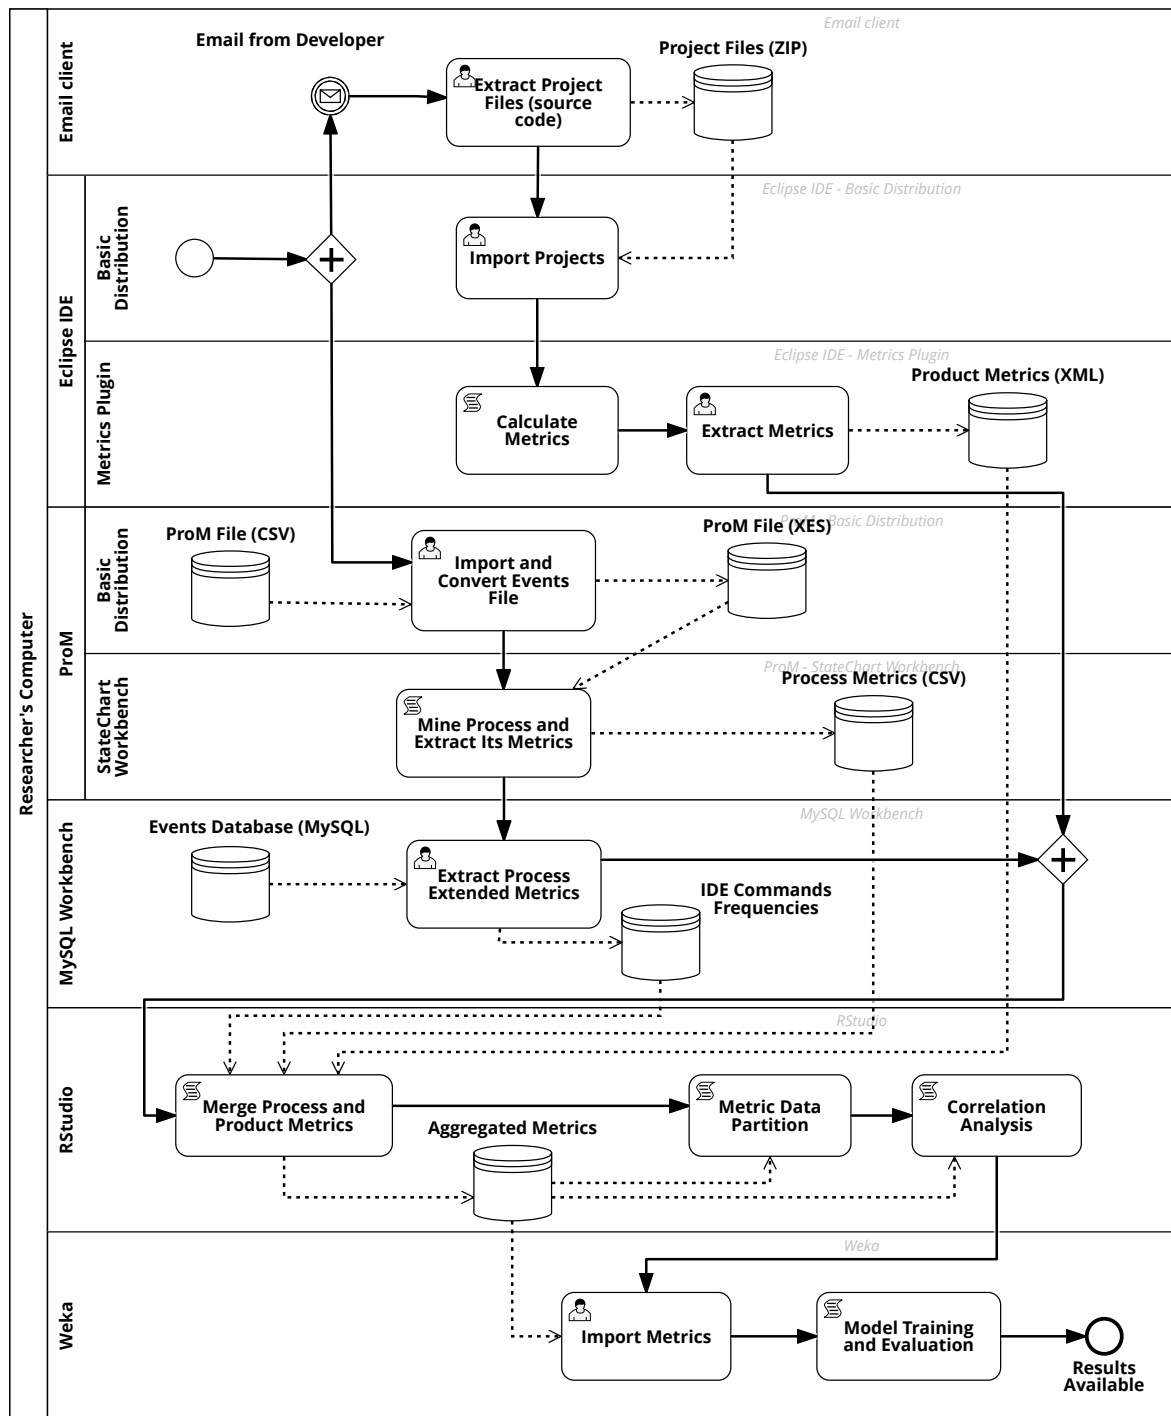 Researcher's Computer
Email client
Email client
Email from Developer
Extract Project
Files (source
code)
Project Files (ZIP)
Eclipse IDE
Basic
Distribution
Eclipse IDE - Basic Distribution
Import Projects
Metrics Plugin
Eclipse IDE - Metrics Plugin
Calculate
Metrics
Extract Metrics
Product Metrics (XML)
ProM
Basic
Distribution
ProM - Basic Distribution
ProM File (CSV)
Import and
Convert Events
File
ProM File (XES)
StateChart
Workbench
ProM - StateChart Workbench
Mine Process and
Extract Its Metrics
Process Metrics (CSV)
MySQL Workbench
MySQL Workbench
Events Database (MySQL)
Extract Process
Extended Metrics
IDE Commands
Frequencies
RStudio
RStudio
Merge Process and
Product Metrics
Aggregated Metrics
Metric Data
Partition
Correlation
Analysis
Weka
Weka
Import Metrics
Model Training
and Evaluation
Results
Available